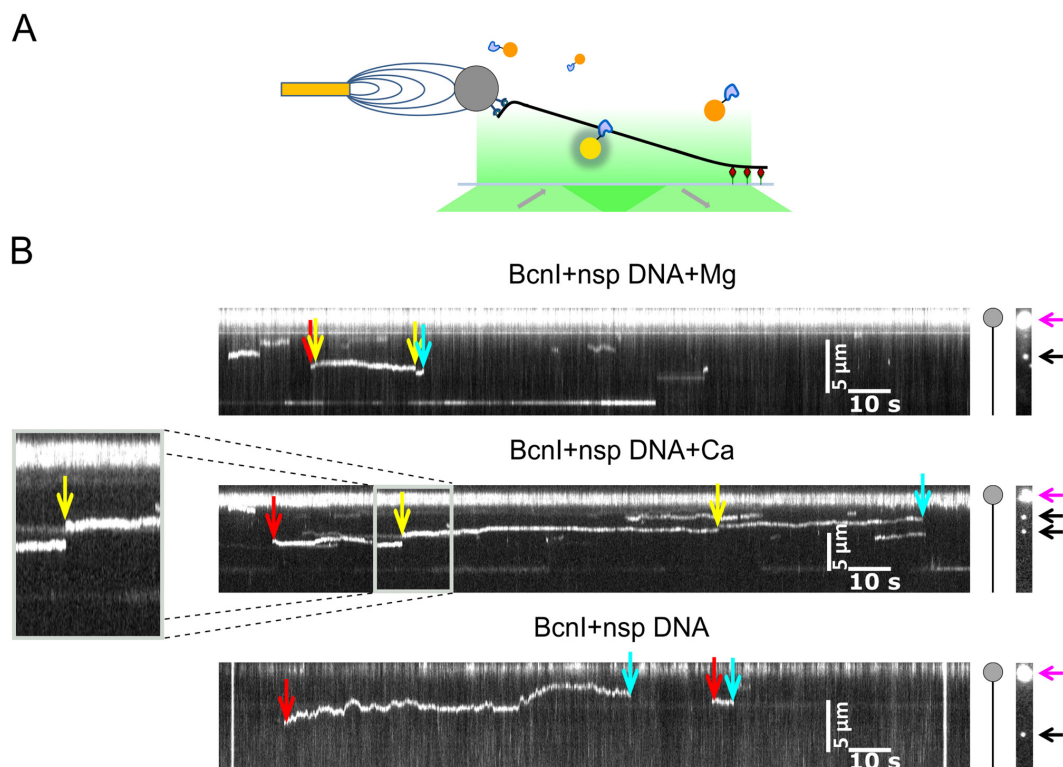 A
B
BcnI+nsp DNA+Mg
5 µm
10 s
BcnI+nsp DNA+Ca
5 µm
10 s
BcnI+nsp DNA
5 µm
10 s